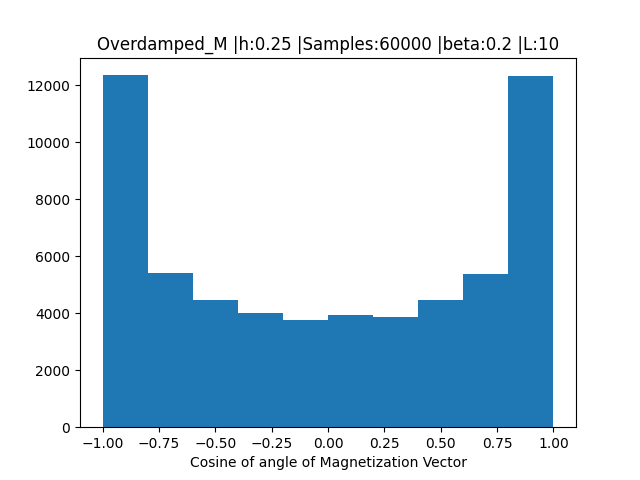 Overdamped_M |h:0.25 |Samples:60000 |beta:0.2 |L:10
12000
10000
8000
6000
4000
2000
0
−1.00 −0.75 −0.50 −0.25 0.00 0.25 0.50 0.75 1.00
Cosine of angle of Magnetization Vector